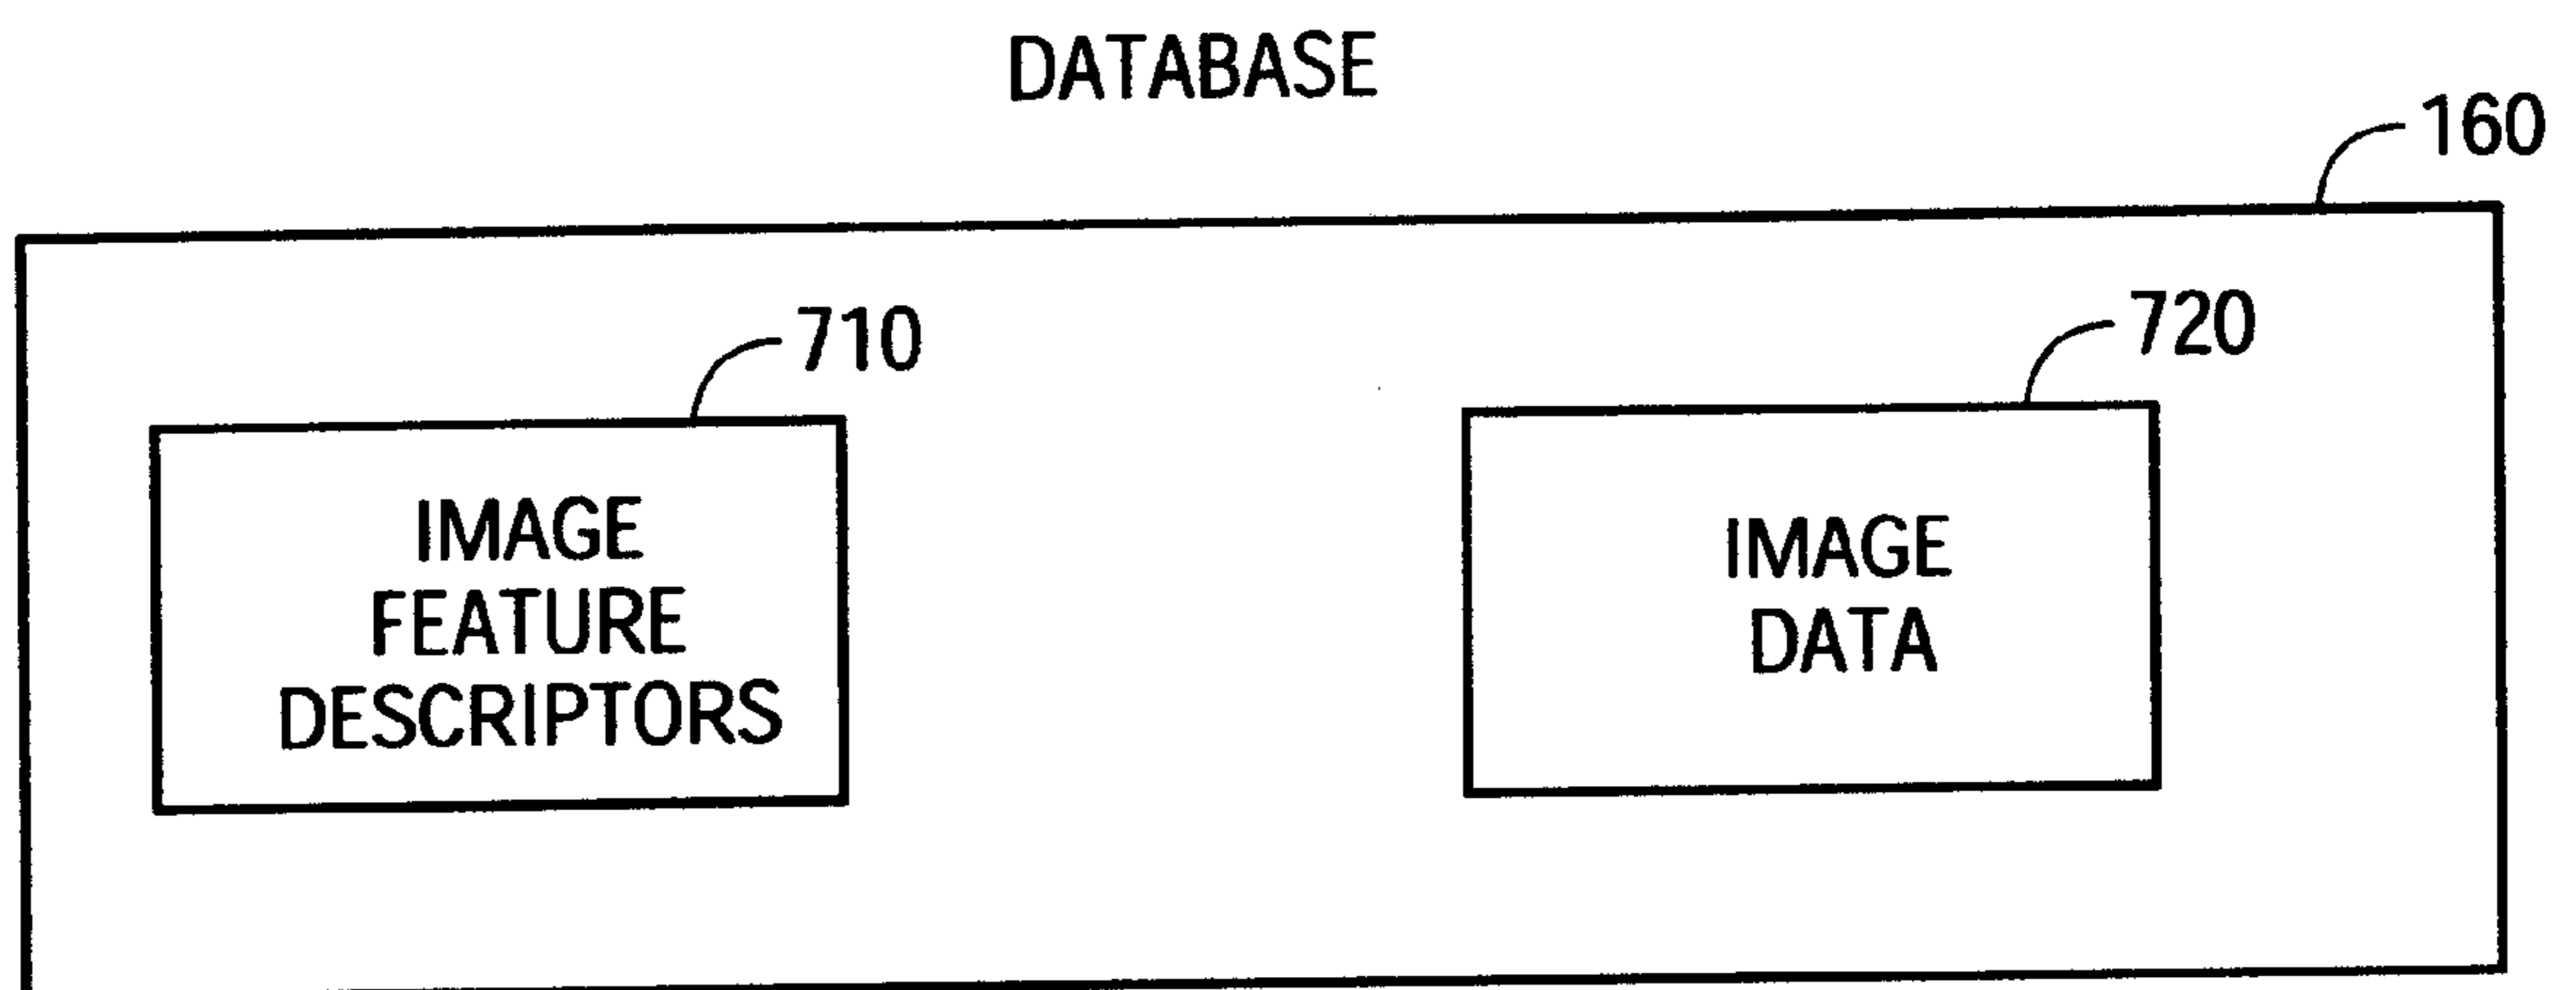 DATABASE
160
710
720
IMAGE
FEATURE
DESCRIPTORS
IMAGE
DATA